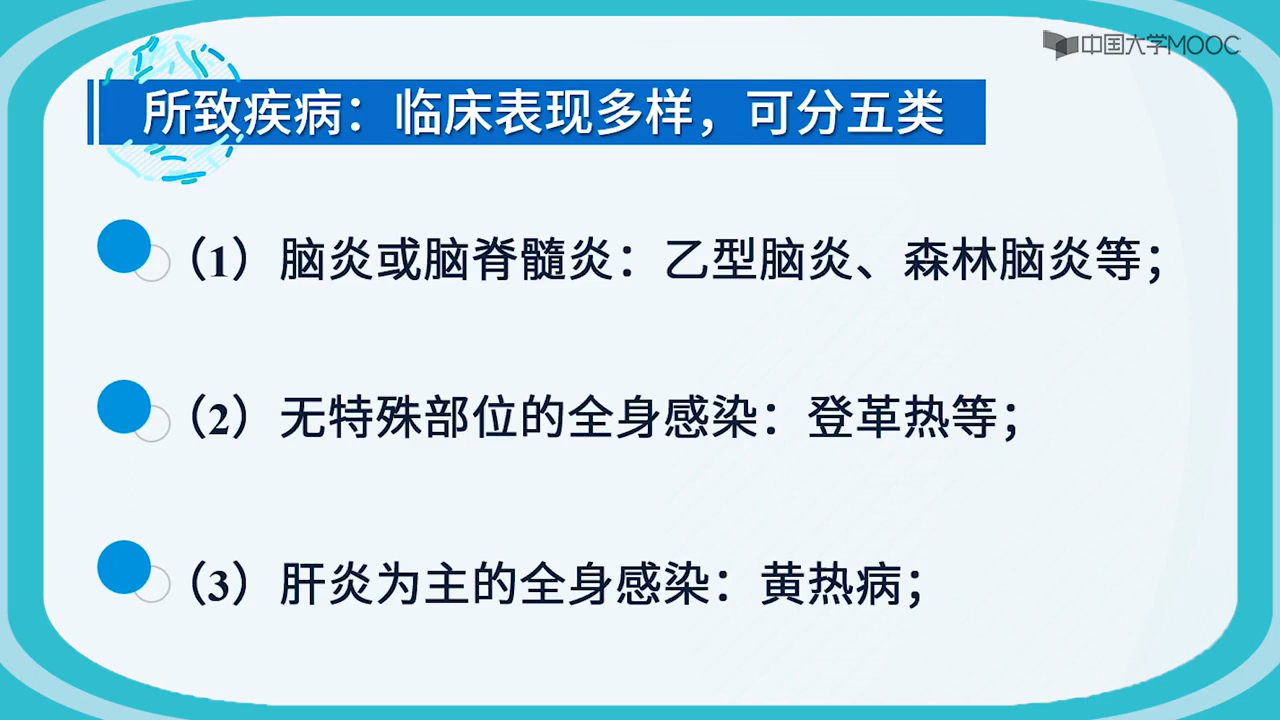 中国大学MOOC
所致疾病：临床表现多样，可分五类
（1）脑炎或脑脊髓炎：乙型脑炎、森林脑炎等；
（2）无特殊部位的全身感染：登革热等；
（3）肝炎为主的全身感染：黄热病；